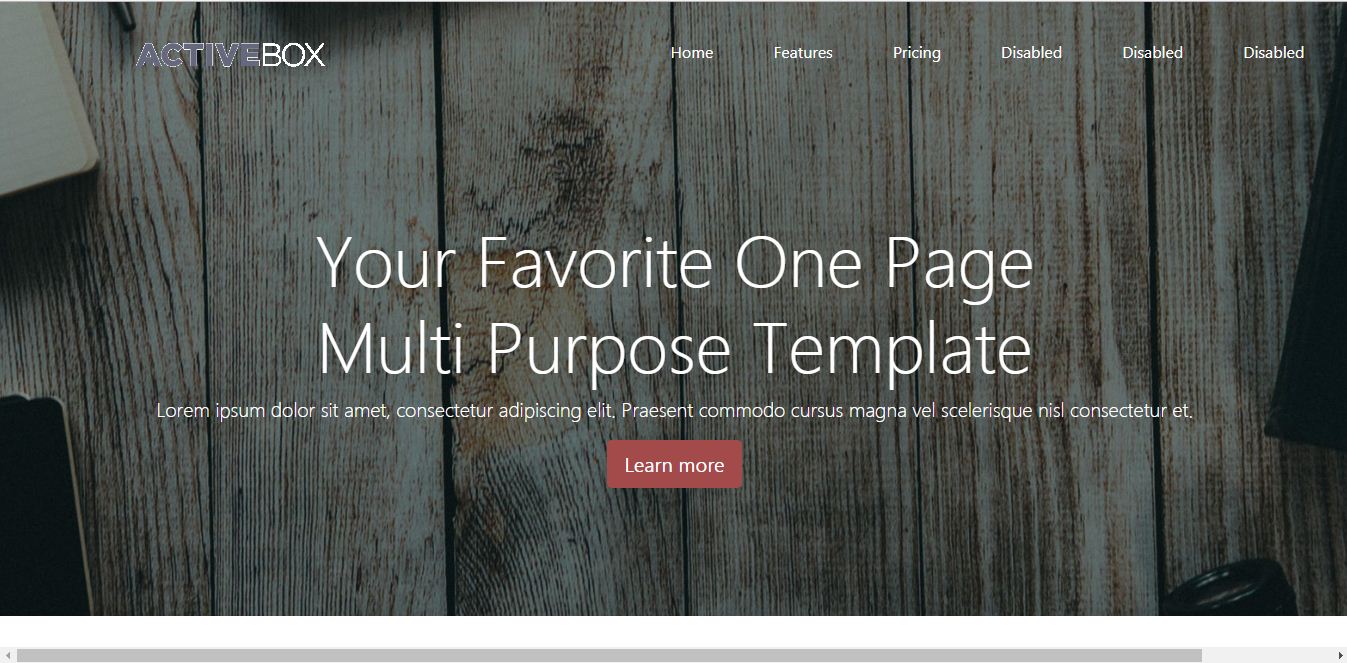 ACTIVEBOX
Home Features Pricing Disabled Disabled Disabled
Your Favorite One Page
Multi Purpose Template
Lorem ipsum dolor sit amet, consectetur adipiscing elit. Praesent commodo cursus magna vel scelerisque nisl consectetur et.
Learn more